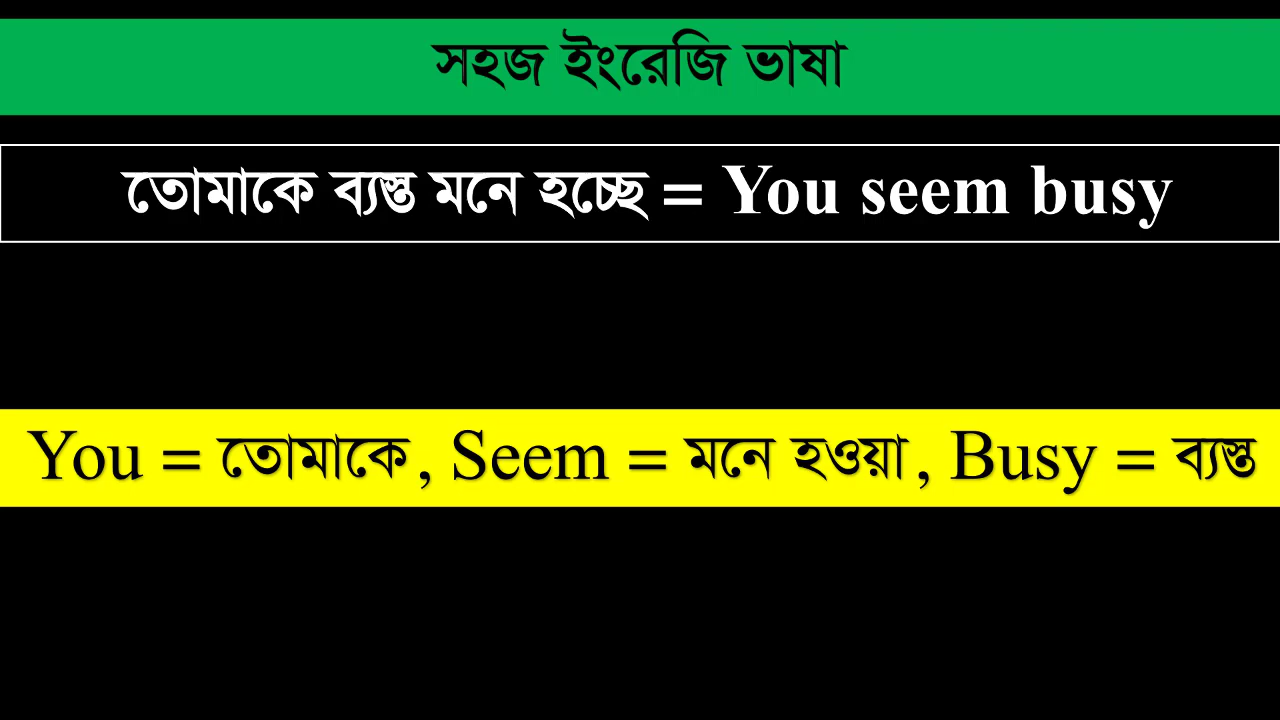 সহজ ইংরেজি ভাষা
তোমাকে ব্যস্ত মনে হচ্ছে = You seem busy
You = তোমাকে, Seem = মনে হওয়া, Busy = ব্যস্ত